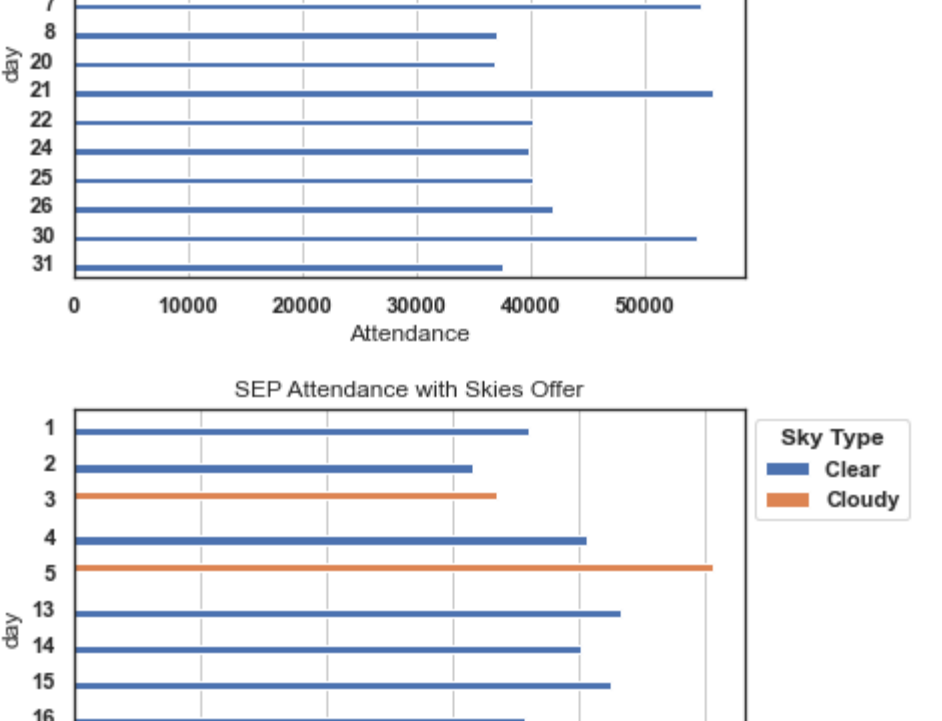 7
8
20
21
22
24
25
26
30
31
day
0 10000 20000 30000 40000 50000
Attendance
SEP Attendance with Skies Offer
1
2
3
4
5
13
14
15
16
day
Sky Type
Clear
Cloudy